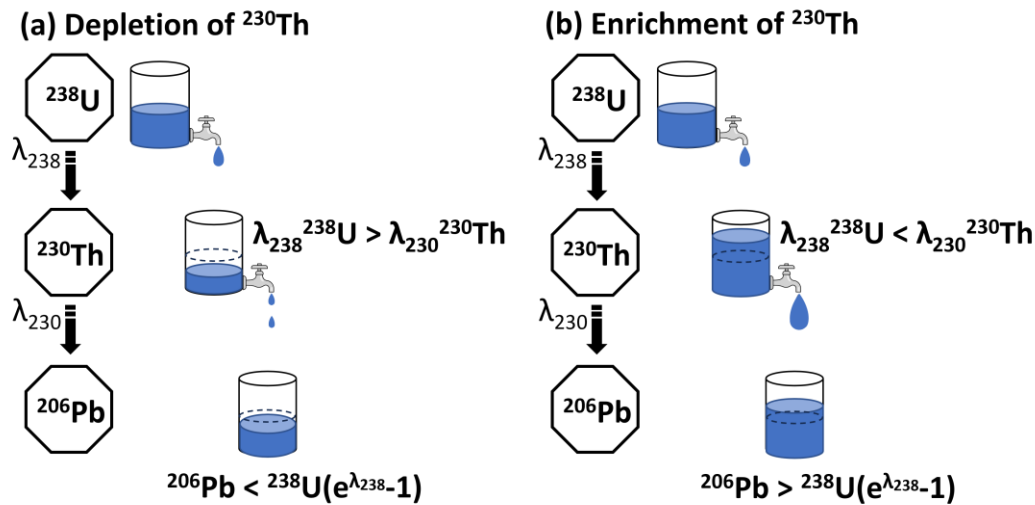 (a) Depletion of ²³⁰Th
²³⁸U
λ₂₃₈
²³⁰Th
λ₂₃₈²³⁸U > λ₂₃₀²³⁰Th
λ₂₃₀
²⁰⁶Pb
²⁰⁶Pb < ²³⁸U(e^λ₂₃₈-1)
(b) Enrichment of ²³⁰Th
²³⁸U
λ₂₃₈
²³⁰Th
λ₂₃₈²³⁸U < λ₂₃₀²³⁰Th
λ₂₃₀
²⁰⁶Pb
²⁰⁶Pb > ²³⁸U(e^λ₂₃₈-1)